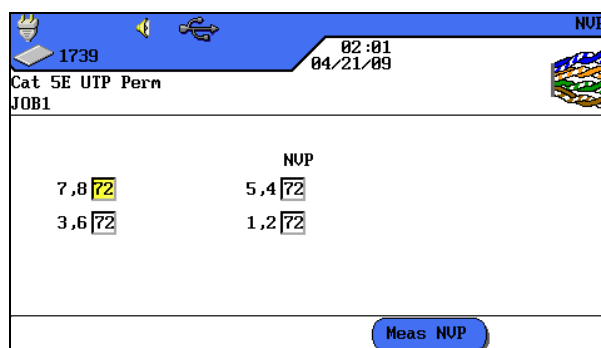 NVP
1739
02:01
04/21/09
Cat 5E UTP Perm
JOB1
NVP
7,8 72 5,4 72
3,6 72 1,2 72
Meas NVP